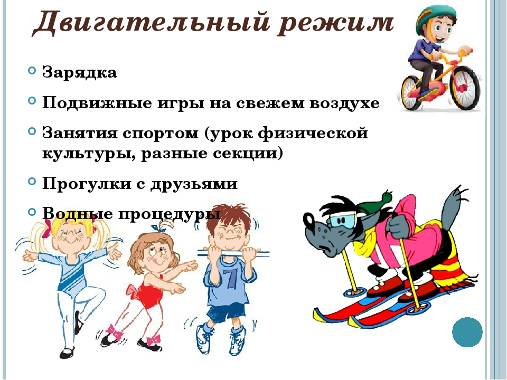 Двигательный режим
Зарядка
Подвижные игры на свежем воздухе
Занятия спортом (урок физической
культуры, разные секции)
Прогулки с друзьями
Водные процедуры
7